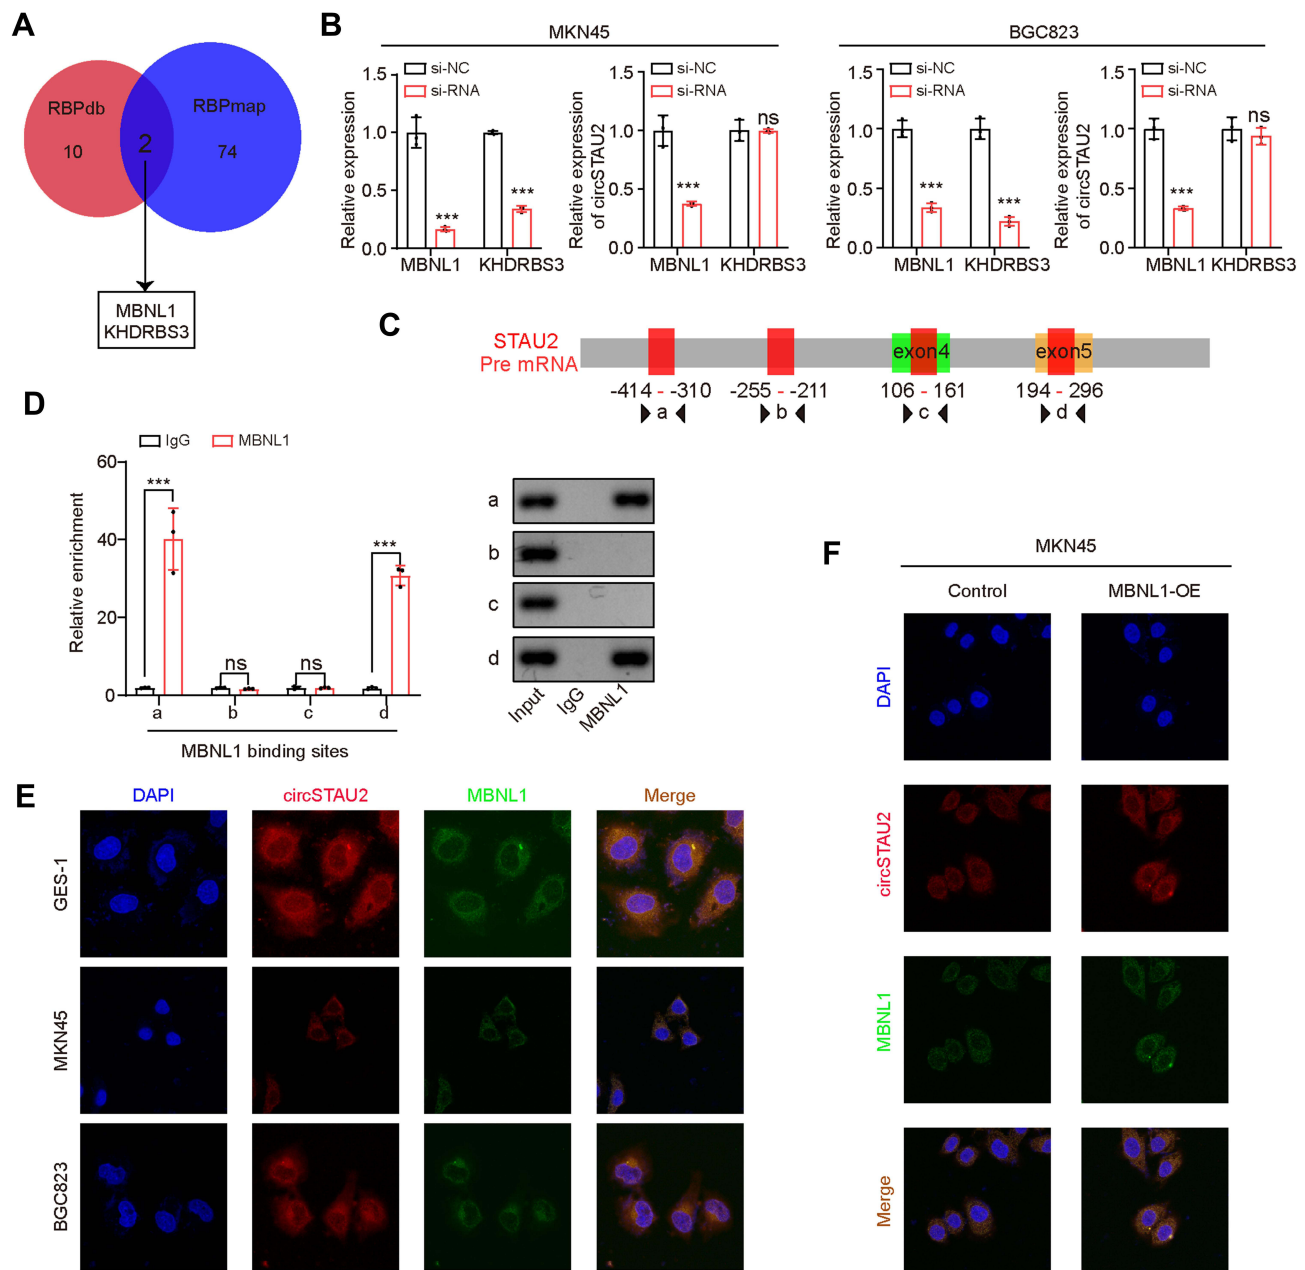 A
RBPdb
RBPmap
10
2
74
MBNL1
KHDRBS3
B
MKN45
BGC823
si-NC
si-RNA
Relative expression
1.5
1.0
0.5
0.0
***
***
MBNL1
KHDRBS3
si-NC
si-RNA
Relative expression
of circSTAU2
1.5
1.0
0.5
0.0
***
ns
MBNL1
KHDRBS3
si-NC
si-RNA
Relative expression
1.5
1.0
0.5
0.0
***
***
MBNL1
KHDRBS3
si-NC
si-RNA
Relative expression
of circSTAU2
1.5
1.0
0.5
0.0
***
ns
MBNL1
KHDRBS3
C
STAU2
Pre mRNA
exon4
exon5
-414 - -310
-255 - -211
106 - 161
194 - 296
a
b
c
d
D
IgG
MBNL1
Relative enrichment
60
40
20
0
***
ns
ns
***
a
b
c
d
MBNL1 binding sites
a
b
c
d
Input
IgG
MBNL1
E
DAPI
circSTAU2
MBNL1
Merge
GES-1
MKN45
BGC823
F
MKN45
Control
MBNL1-OE
DAPI
circSTAU2
MBNL1
Merge